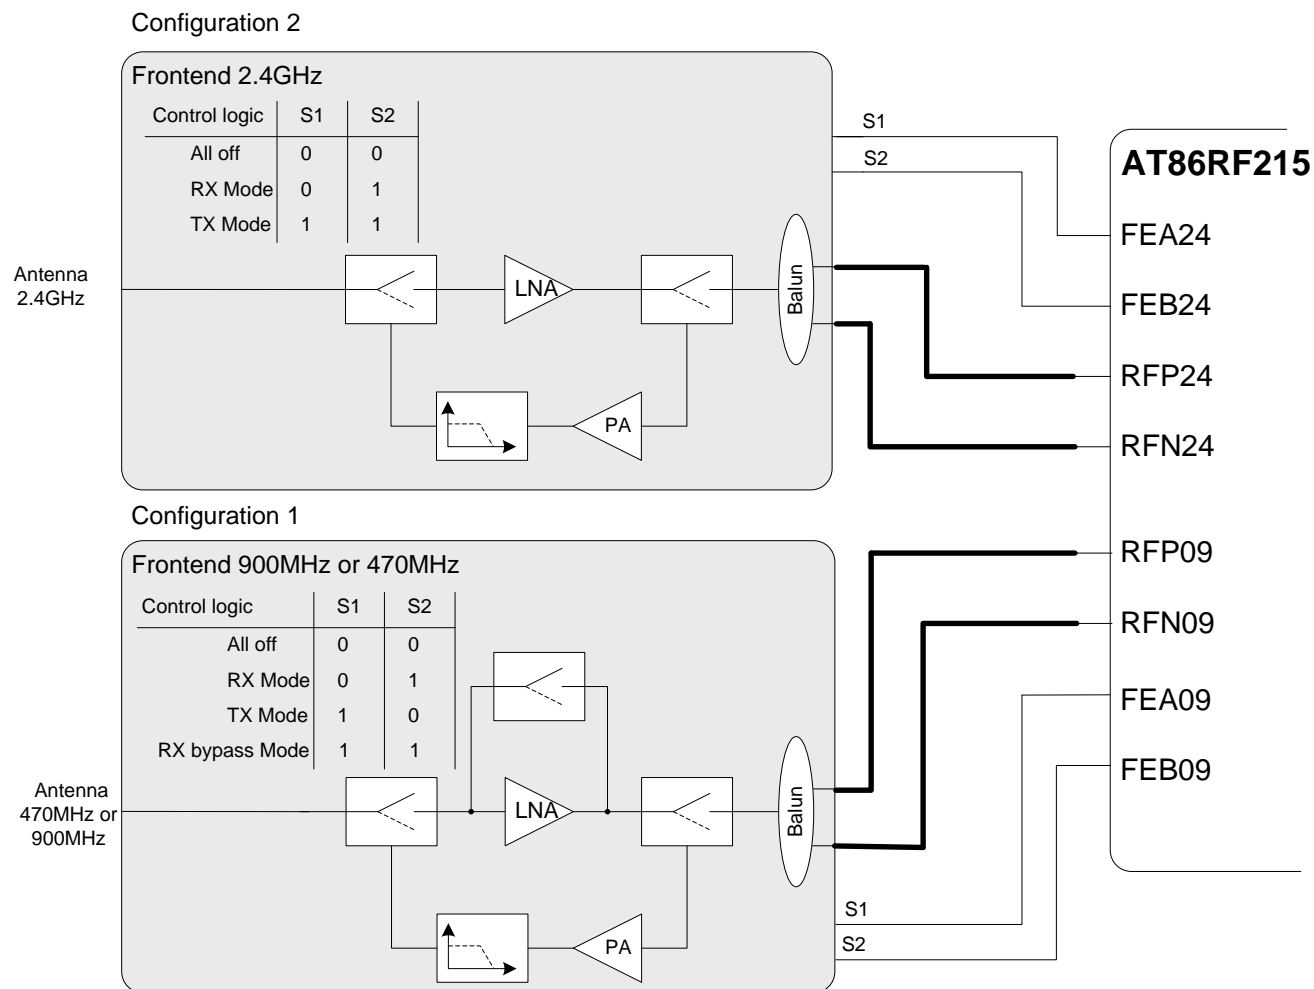 Configuration 2
Frontend 2.4GHz
Control logic S1 S2
All off 0 0
RX Mode 0 1
TX Mode 1 1
S1
S2
AT86RF215
FEA24
FEB24
RFP24
RFN24
Antenna
2.4GHz
LNA
Balun
PA
Configuration 1
Frontend 900MHz or 470MHz
Control logic S1 S2
All off 0 0
RX Mode 0 1
TX Mode 1 0
RX bypass Mode 1 1
RFP09
RFN09
FEA09
FEB09
Antenna
470MHz or
900MHz
LNA
Balun
PA
S1
S2